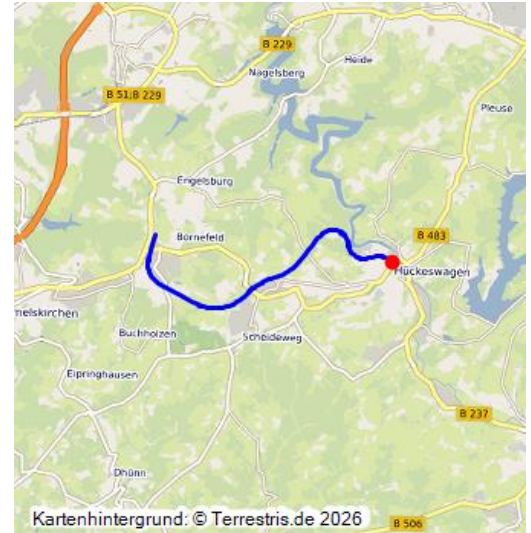 B 229
Heide
Nagelsberg
B 51;B 229
Pleuse
Engelsburg
Bornefeld
B 483
Hückeswagen
melskirchen
Buchholzen
Scheideweg
Eipringhausen
B 237
Dhünn
Kartenhintergrund: © Terrestris.de 2026
B 506